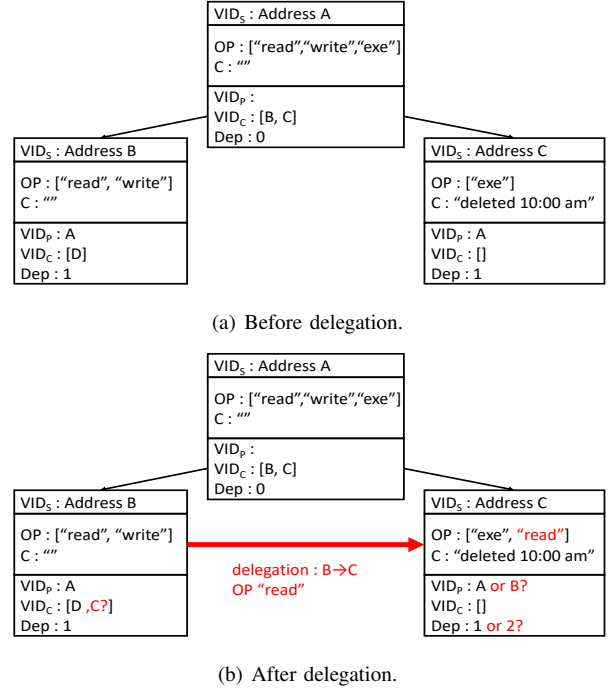 VIDS : Address A
OP : [“read”,“write”,“exe”]
C : “”
VIDP :
VIDC : [B, C]
Dep : 0
VIDS : Address B
OP : [“read”, “write”]
C : “”
VIDP : A
VIDC : [D]
Dep : 1
VIDS : Address C
OP : [“exe”]
C : “deleted 10:00 am”
VIDP : A
VIDC : []
Dep : 1
(a) Before delegation.
VIDS : Address A
OP : [“read”,“write”,“exe”]
C : “”
VIDP :
VIDC : [B, C]
Dep : 0
VIDS : Address B
OP : [“read”, “write”]
C : “”
VIDP : A
VIDC : [D ,C?]
Dep : 1
delegation : B→C
OP “read”
VIDS : Address C
OP : [“exe”, “read”]
C : “deleted 10:00 am”
VIDP : A or B?
VIDC : []
Dep : 1 or 2?
(b) After delegation.